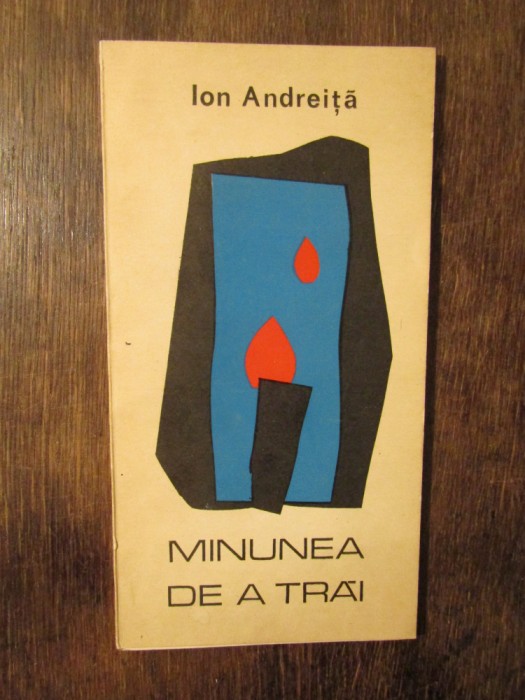 Ion Andreiță
MINUNEA
DE A TRĂI